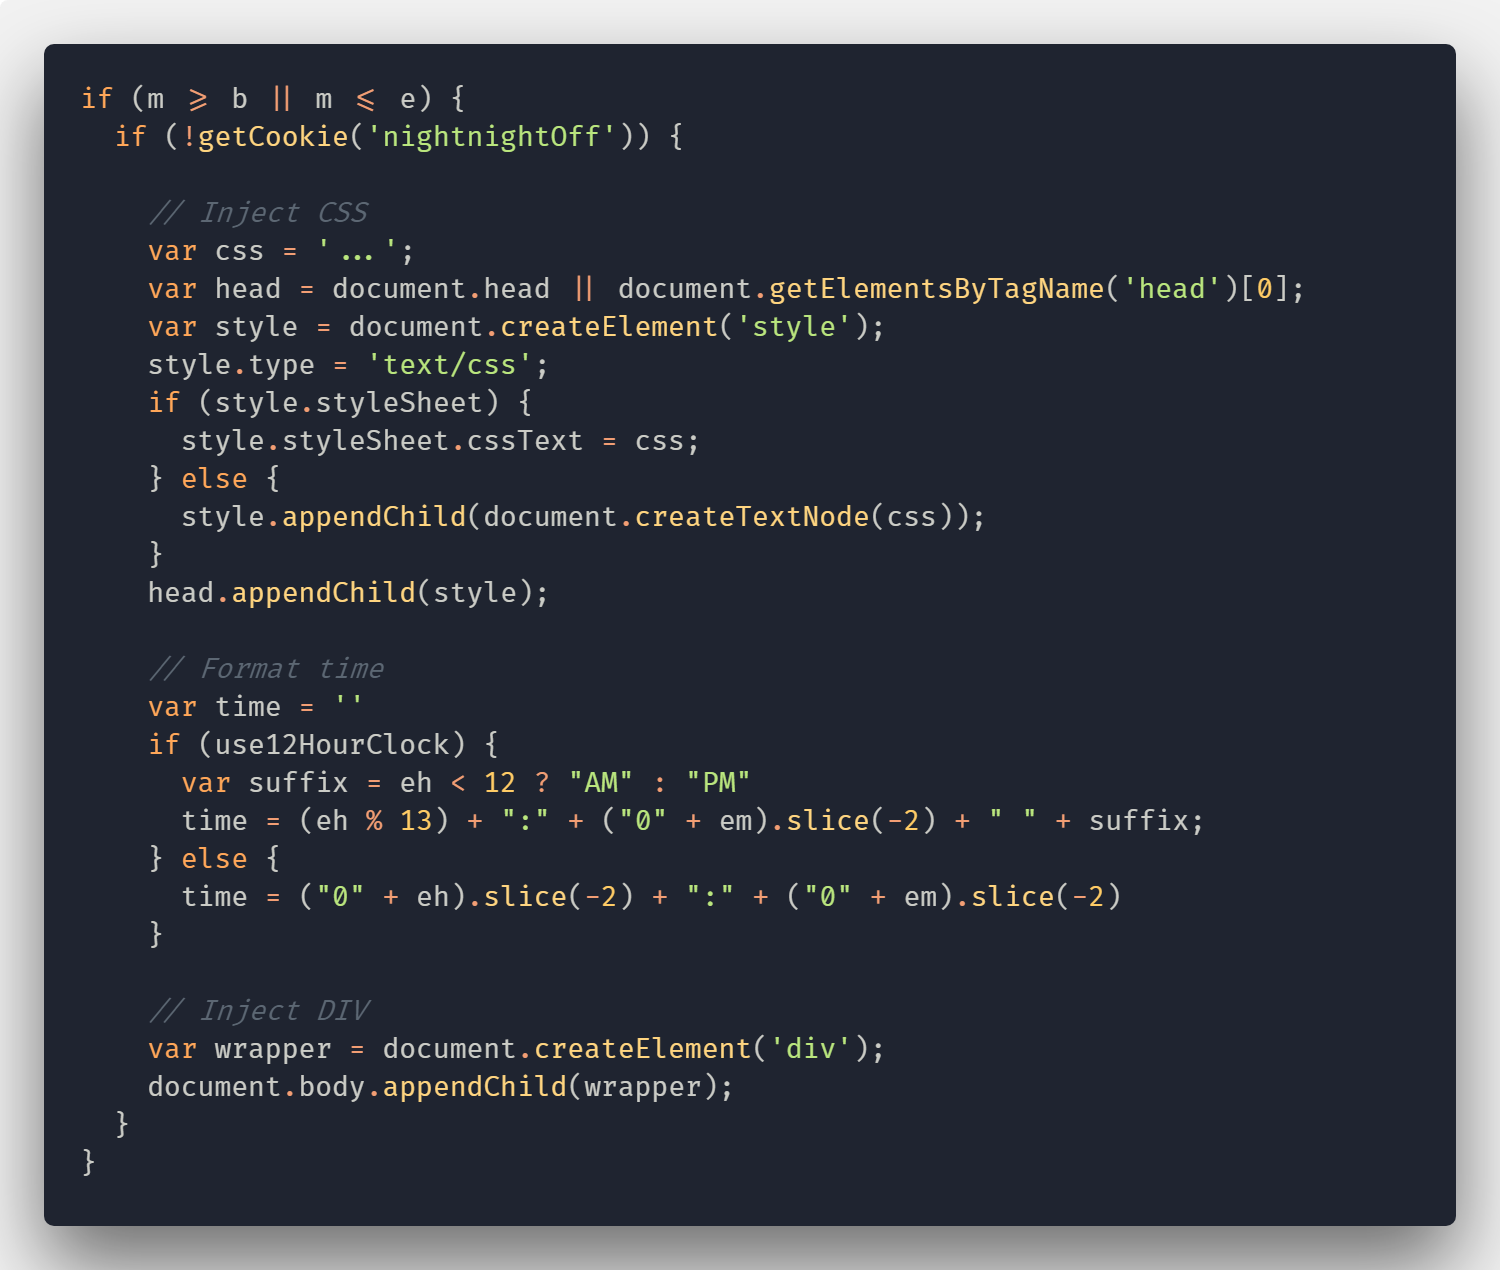 if (m >= b || m <= e) {
  if (!getCookie('nightnightOff')) {

    // Inject CSS
    var css = '...';
    var head = document.head || document.getElementsByTagName('head')[0];
    var style = document.createElement('style');
    style.type = 'text/css';
    if (style.styleSheet) {
      style.styleSheet.cssText = css;
    } else {
      style.appendChild(document.createTextNode(css));
    }
    head.appendChild(style);

    // Format time
    var time = ''
    if (use12HourClock) {
      var suffix = eh < 12 ? "AM" : "PM"
      time = (eh % 13) + ":" + ("0" + em).slice(-2) + " " + suffix;
    } else {
      time = ("0" + eh).slice(-2) + ":" + ("0" + em).slice(-2)
    }

    // Inject DIV
    var wrapper = document.createElement('div');
    document.body.appendChild(wrapper);
  }
}